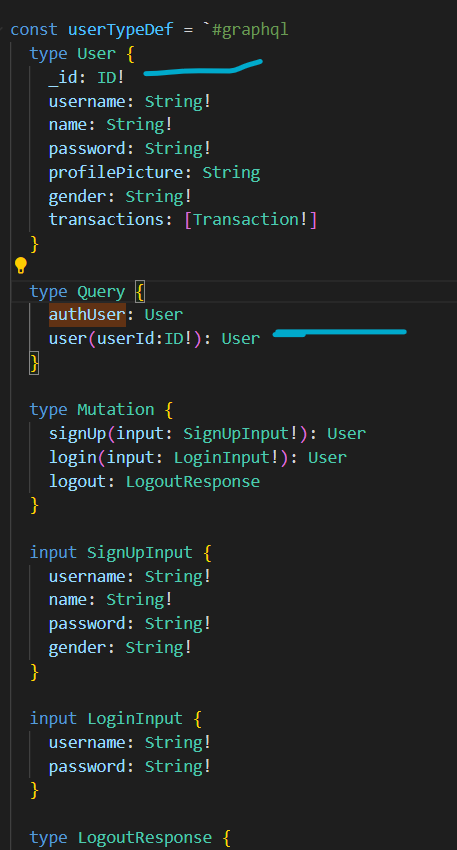 const userTypeDef = `#graphql
type User {
_id: ID!
username: String!
name: String!
password: String!
profilePicture: String
gender: String!
transactions: [Transaction!]
}
type Query {
authUser: User
user(userId:ID!): User
}
type Mutation {
signUp(input: SignUpInput!): User
login(input: LoginInput!): User
logout: LogoutResponse
}
input SignUpInput {
username: String!
name: String!
password: String!
gender: String!
}
input LoginInput {
username: String!
password: String!
}
type LogoutResponse {